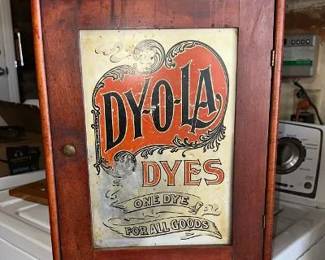 DY-O-LA
DYES
ONE DYE
FOR ALL GOODS